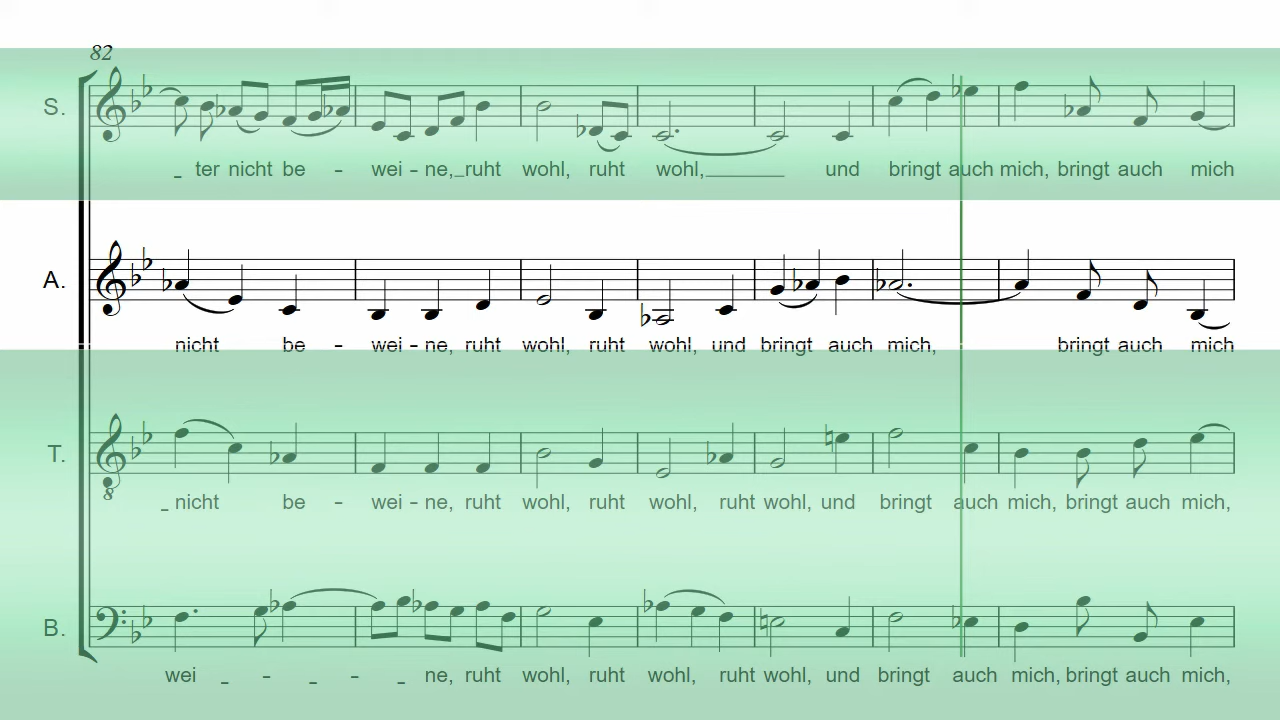 82
S.
_ ter nicht be - wei - ne,_ruht wohl, ruht wohl,____ und bringt auch mich, bringt auch mich
A.
nicht be - wei - ne, ruht wohl, ruht wohl, und bringt auch mich, bringt auch mich
T.
8
_ nicht be - wei - ne, ruht wohl, ruht wohl, ruht wohl, und bringt auch mich, bringt auch mich,
B.
wei - - - - - ne, ruht wohl, ruht wohl, ruht wohl, und bringt auch mich, bringt auch mich,